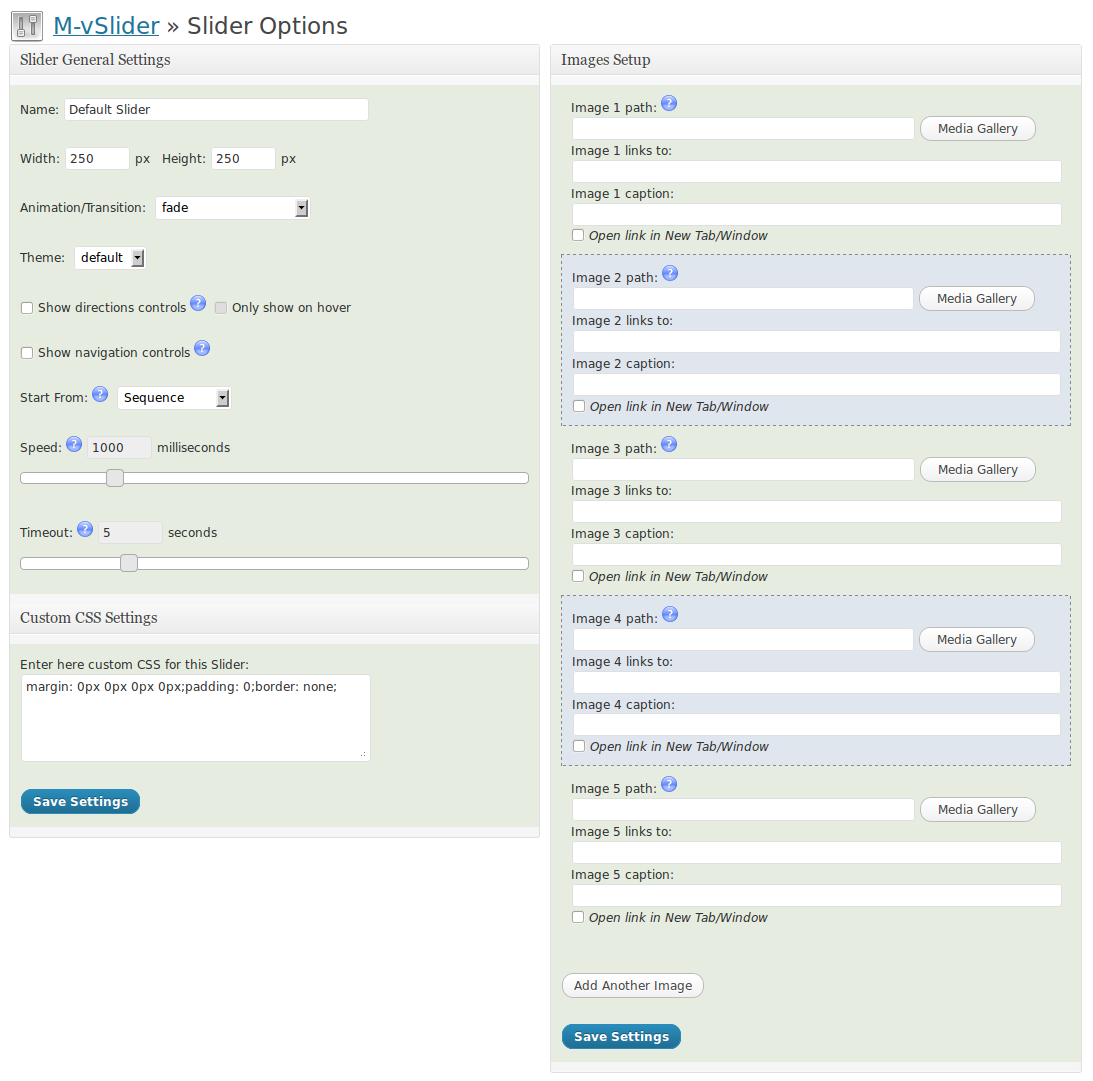 M-vSlider » Slider Options
Slider General Settings
Name: Default Slider
Width: 250 px Height: 250 px
Animation/Transition: fade
Theme: default
Show directions controls ? Only show on hover
Show navigation controls ?
Start From: ? Sequence
Speed: ? 1000 milliseconds
Timeout: ? 5 seconds
Custom CSS Settings
Enter here custom CSS for this Slider:
margin: 0px 0px 0px 0px;padding: 0;border: none;
Save Settings
Images Setup
Image 1 path: ?
Media Gallery
Image 1 links to:
Image 1 caption:
Open link in New Tab/Window
Image 2 path: ?
Media Gallery
Image 2 links to:
Image 2 caption:
Open link in New Tab/Window
Image 3 path: ?
Media Gallery
Image 3 links to:
Image 3 caption:
Open link in New Tab/Window
Image 4 path: ?
Media Gallery
Image 4 links to:
Image 4 caption:
Open link in New Tab/Window
Image 5 path: ?
Media Gallery
Image 5 links to:
Image 5 caption:
Open link in New Tab/Window
Add Another Image
Save Settings